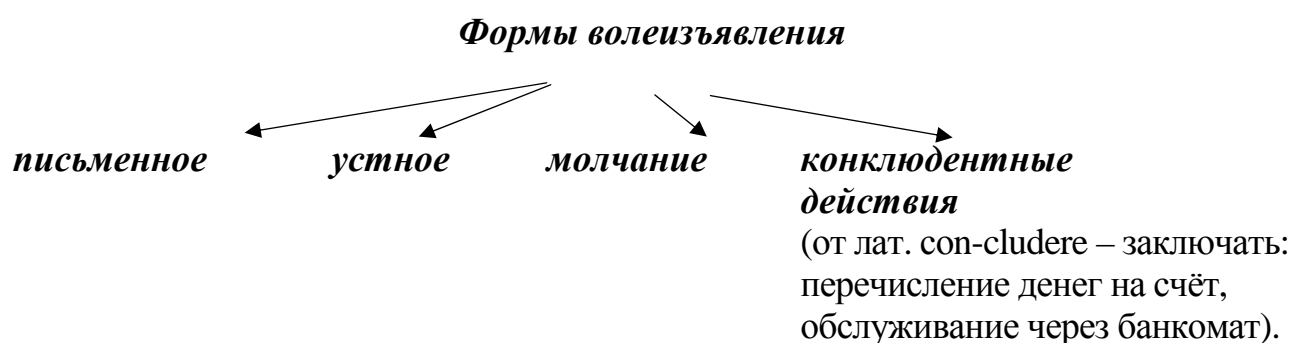 Формы волеизъявления
письменное устное молчание конклюдентные
действия
(от лат. con-cludere – заключать:
перечисление денег на счёт,
обслуживание через банкомат).